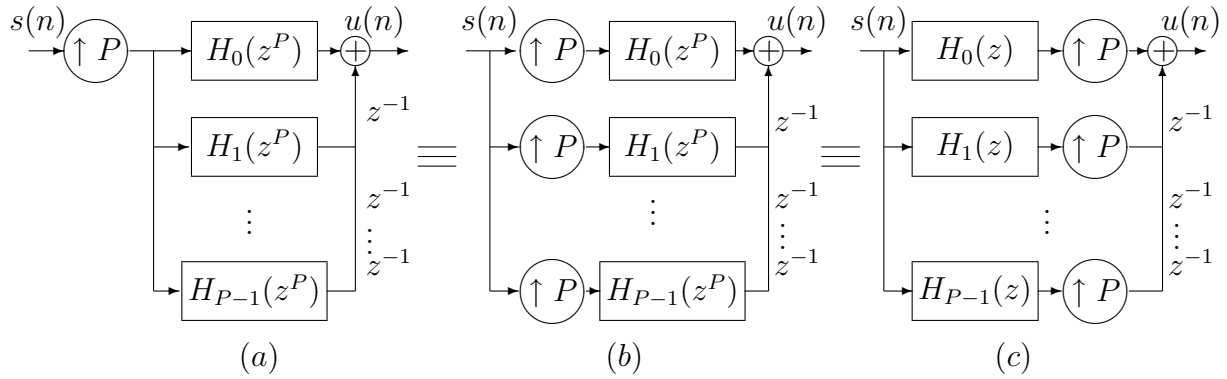 s(n) u(n) s(n) u(n) s(n) u(n)
↑ P H_0(z^P) + ↑ P H_0(z^P) + H_0(z) ↑ P +
z^{-1} z^{-1} z^{-1}
H_1(z^P) ≡ ↑ P H_1(z^P) ≡ H_1(z) ↑ P
z^{-1} z^{-1} z^{-1}
⋮ ⋮ ⋮ ⋮ ⋮ ⋮
z^{-1} z^{-1} z^{-1}
H_{P-1}(z^P) ↑ P H_{P-1}(z^P) H_{P-1}(z) ↑ P
(a) (b) (c)